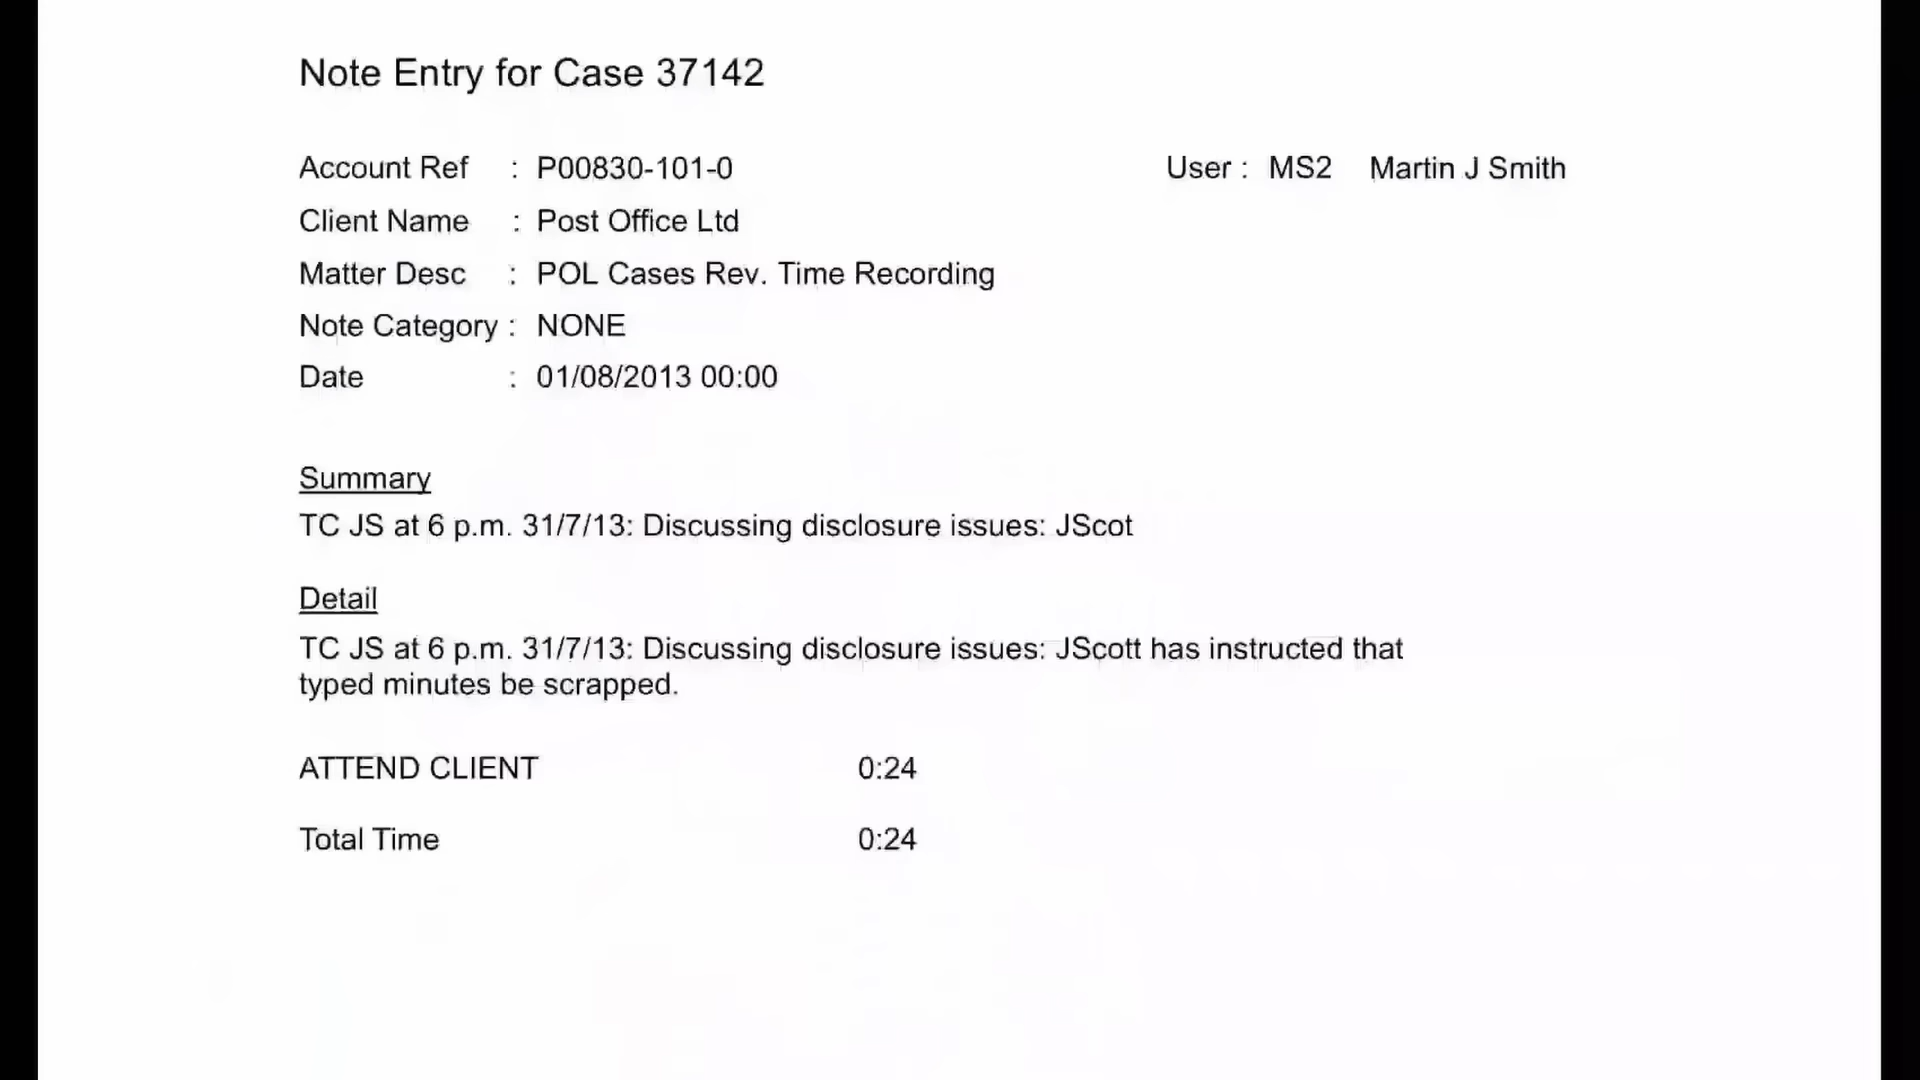 Note Entry for Case 37142
Account Ref : P00830-101-0 User : MS2 Martin J Smith
Client Name : Post Office Ltd
Matter Desc : POL Cases Rev. Time Recording
Note Category : NONE
Date : 01/08/2013 00:00
Summary
TC JS at 6 p.m. 31/7/13: Discussing disclosure issues: JScot
Detail
TC JS at 6 p.m. 31/7/13: Discussing disclosure issues: JScott has instructed that
typed minutes be scrapped.
ATTEND CLIENT 0:24
Total Time 0:24